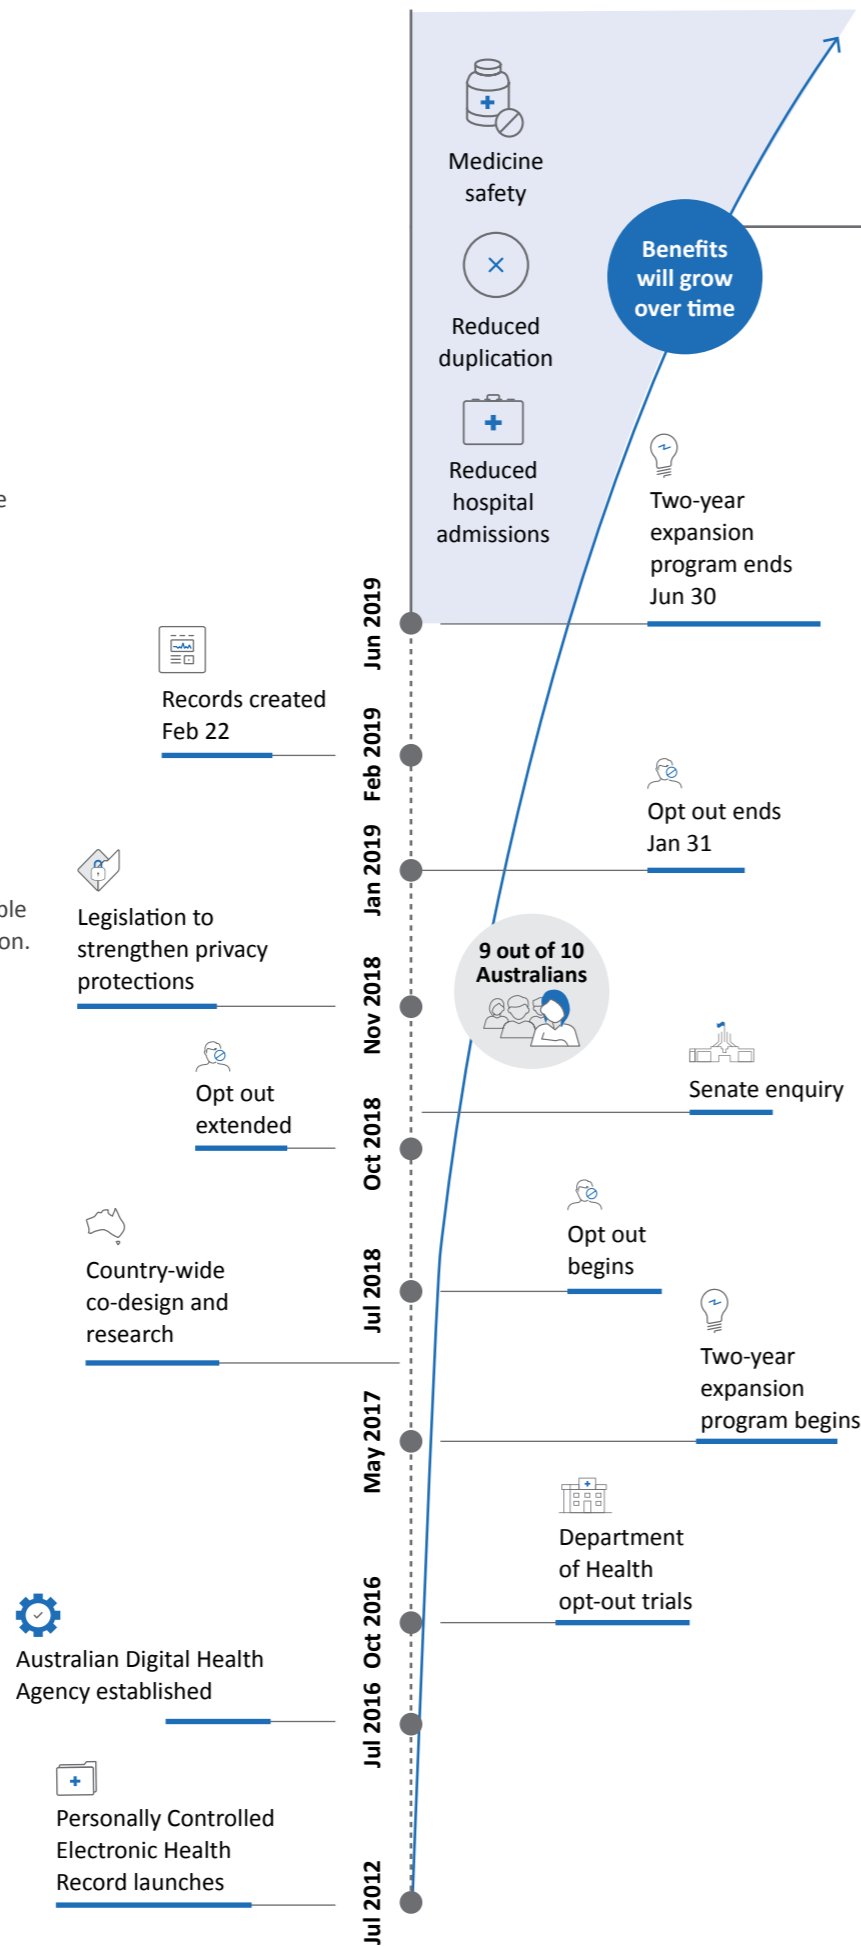 Medicine
safety
Benefits
will grow
over time
Reduced
duplication
Reduced
hospital
admissions
e
Two-year
expansion
program ends
Jun 30
Jun 2019
Records created
Feb 22
Feb 2019
Opt out ends
Jan 31
Jan 2019
ple
on.
Legislation to
strengthen privacy
protections
9 out of 10
Australians
Nov 2018
Opt out
extended
Senate enquiry
Oct 2018
Opt out
begins
Jul 2018
Country-wide
co-design and
research
Two-year
expansion
program begins
May 2017
Department
of Health
opt-out trials
Oct 2016
Australian Digital Health
Agency established
Jul 2016
Personally Controlled
Electronic Health
Record launches
Jul 2012